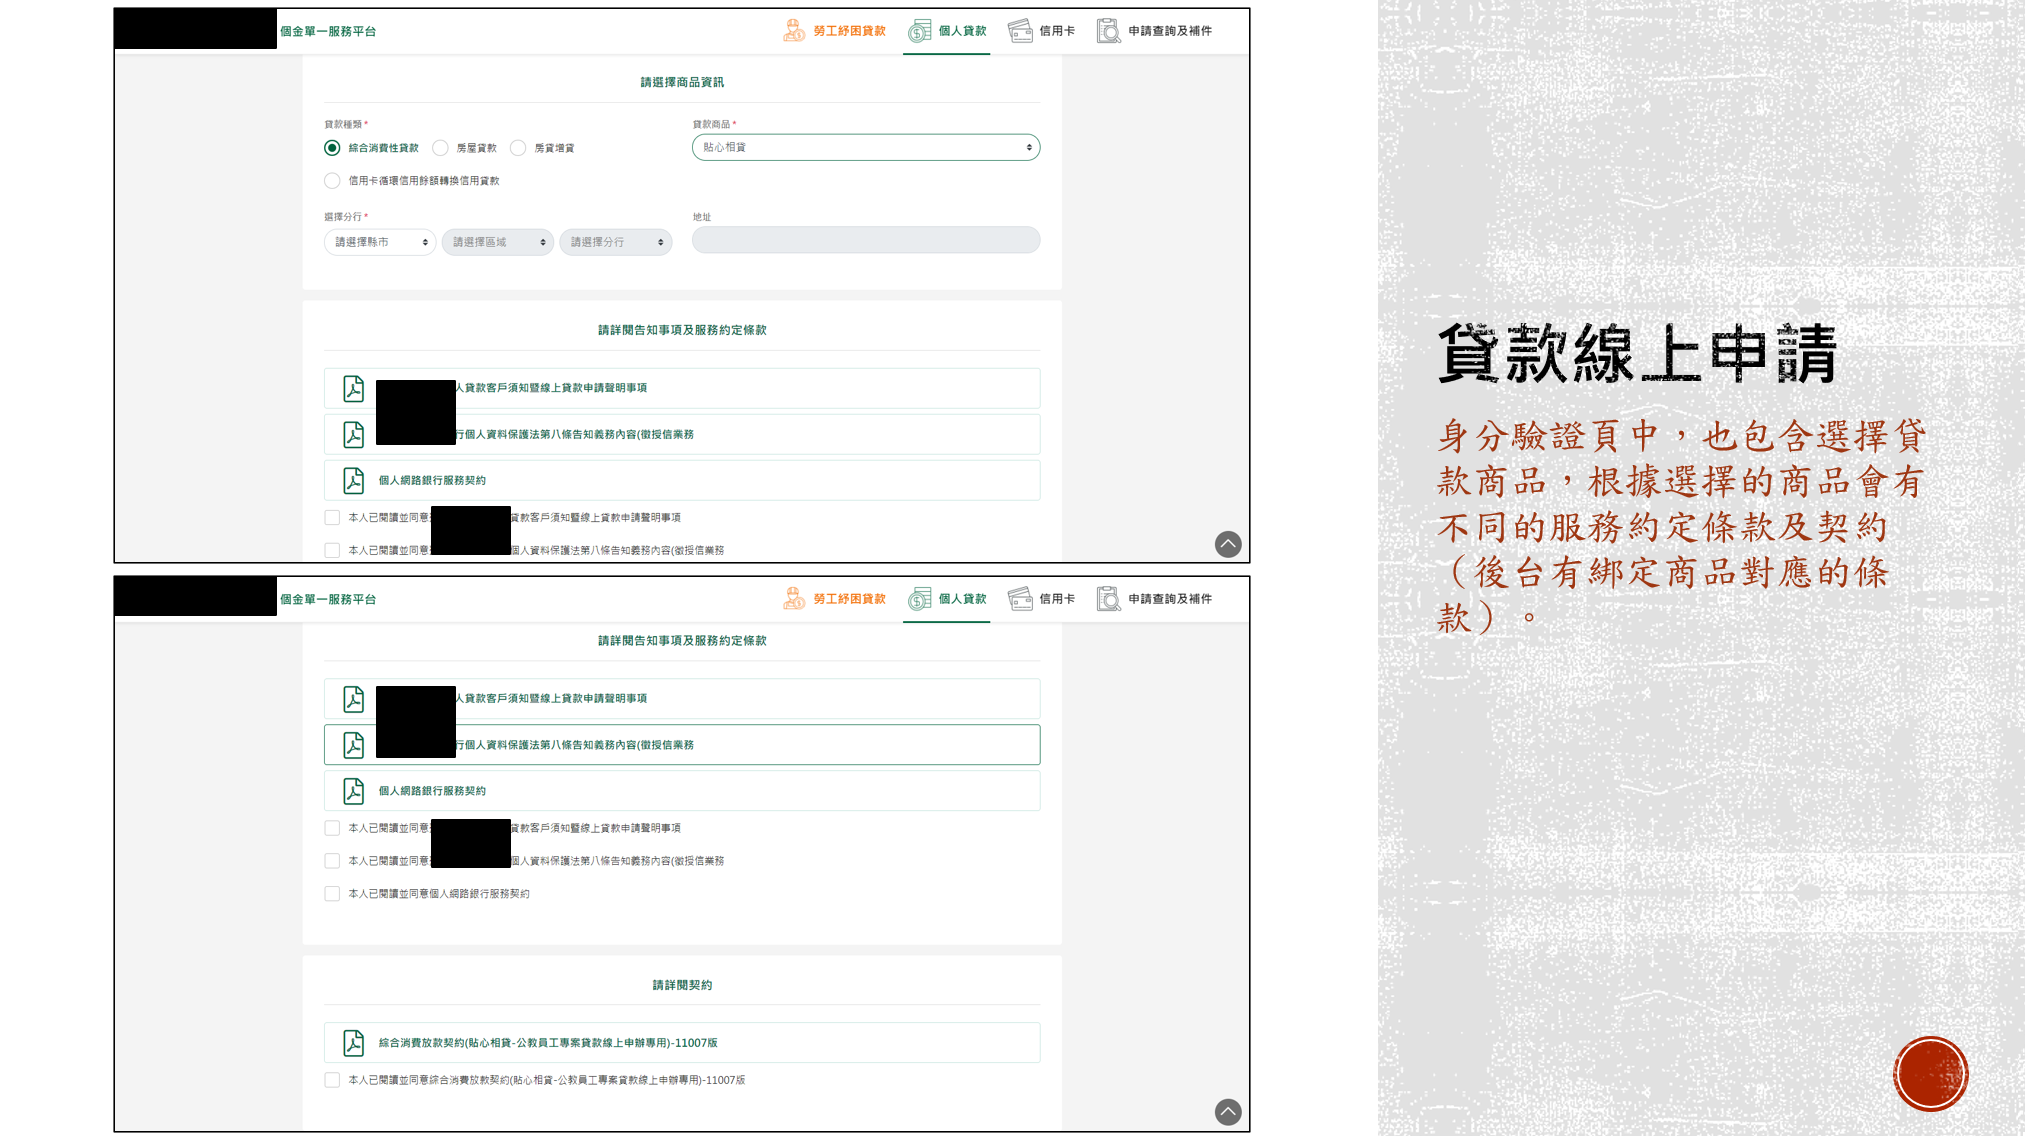 個金單一服務平台
勞工紓困貸款
個人貸款
信用卡
申請查詢及補件
請選擇商品資訊
貸款種類*
綜合消費性貸款
房屋貸款
房貸增貸
信用卡循環信用餘額轉換信用貸款
貸款商品*
貼心相貸
選擇分行*
請選擇縣市
請選擇區域
請選擇分行
地址
請詳閱告知事項及服務約定條款
人貸款客戶須知暨線上貸款申請聲明事項
行個人資料保護法第八條告知義務內容(徵授信業務
個人網路銀行服務契約
本人已閱讀並同意 貸款客戶須知暨線上貸款申請聲明事項
本人已閱讀並同意 個人資料保護法第八條告知義務內容(徵授信業務
個金單一服務平台
勞工紓困貸款
個人貸款
信用卡
申請查詢及補件
請詳閱告知事項及服務約定條款
人貸款客戶須知暨線上貸款申請聲明事項
行個人資料保護法第八條告知義務內容(徵授信業務
個人網路銀行服務契約
本人已閱讀並同意 貸款客戶須知暨線上貸款申請聲明事項
本人已閱讀並同意 個人資料保護法第八條告知義務內容(徵授信業務
本人已閱讀並同意個人網路銀行服務契約
請詳閱契約
綜合消費放款契約(貼心相貸-公教員工專案貸款線上申辦專用)-11007版
本人已閱讀並同意綜合消費放款契約(貼心相貸-公教員工專案貸款線上申辦專用)-11007版
貸款線上申請
身分驗證頁中，也包含選擇貸
款商品，根據選擇的商品會有
不同的服務約定條款及契約
（後台有綁定商品對應的條
款）。